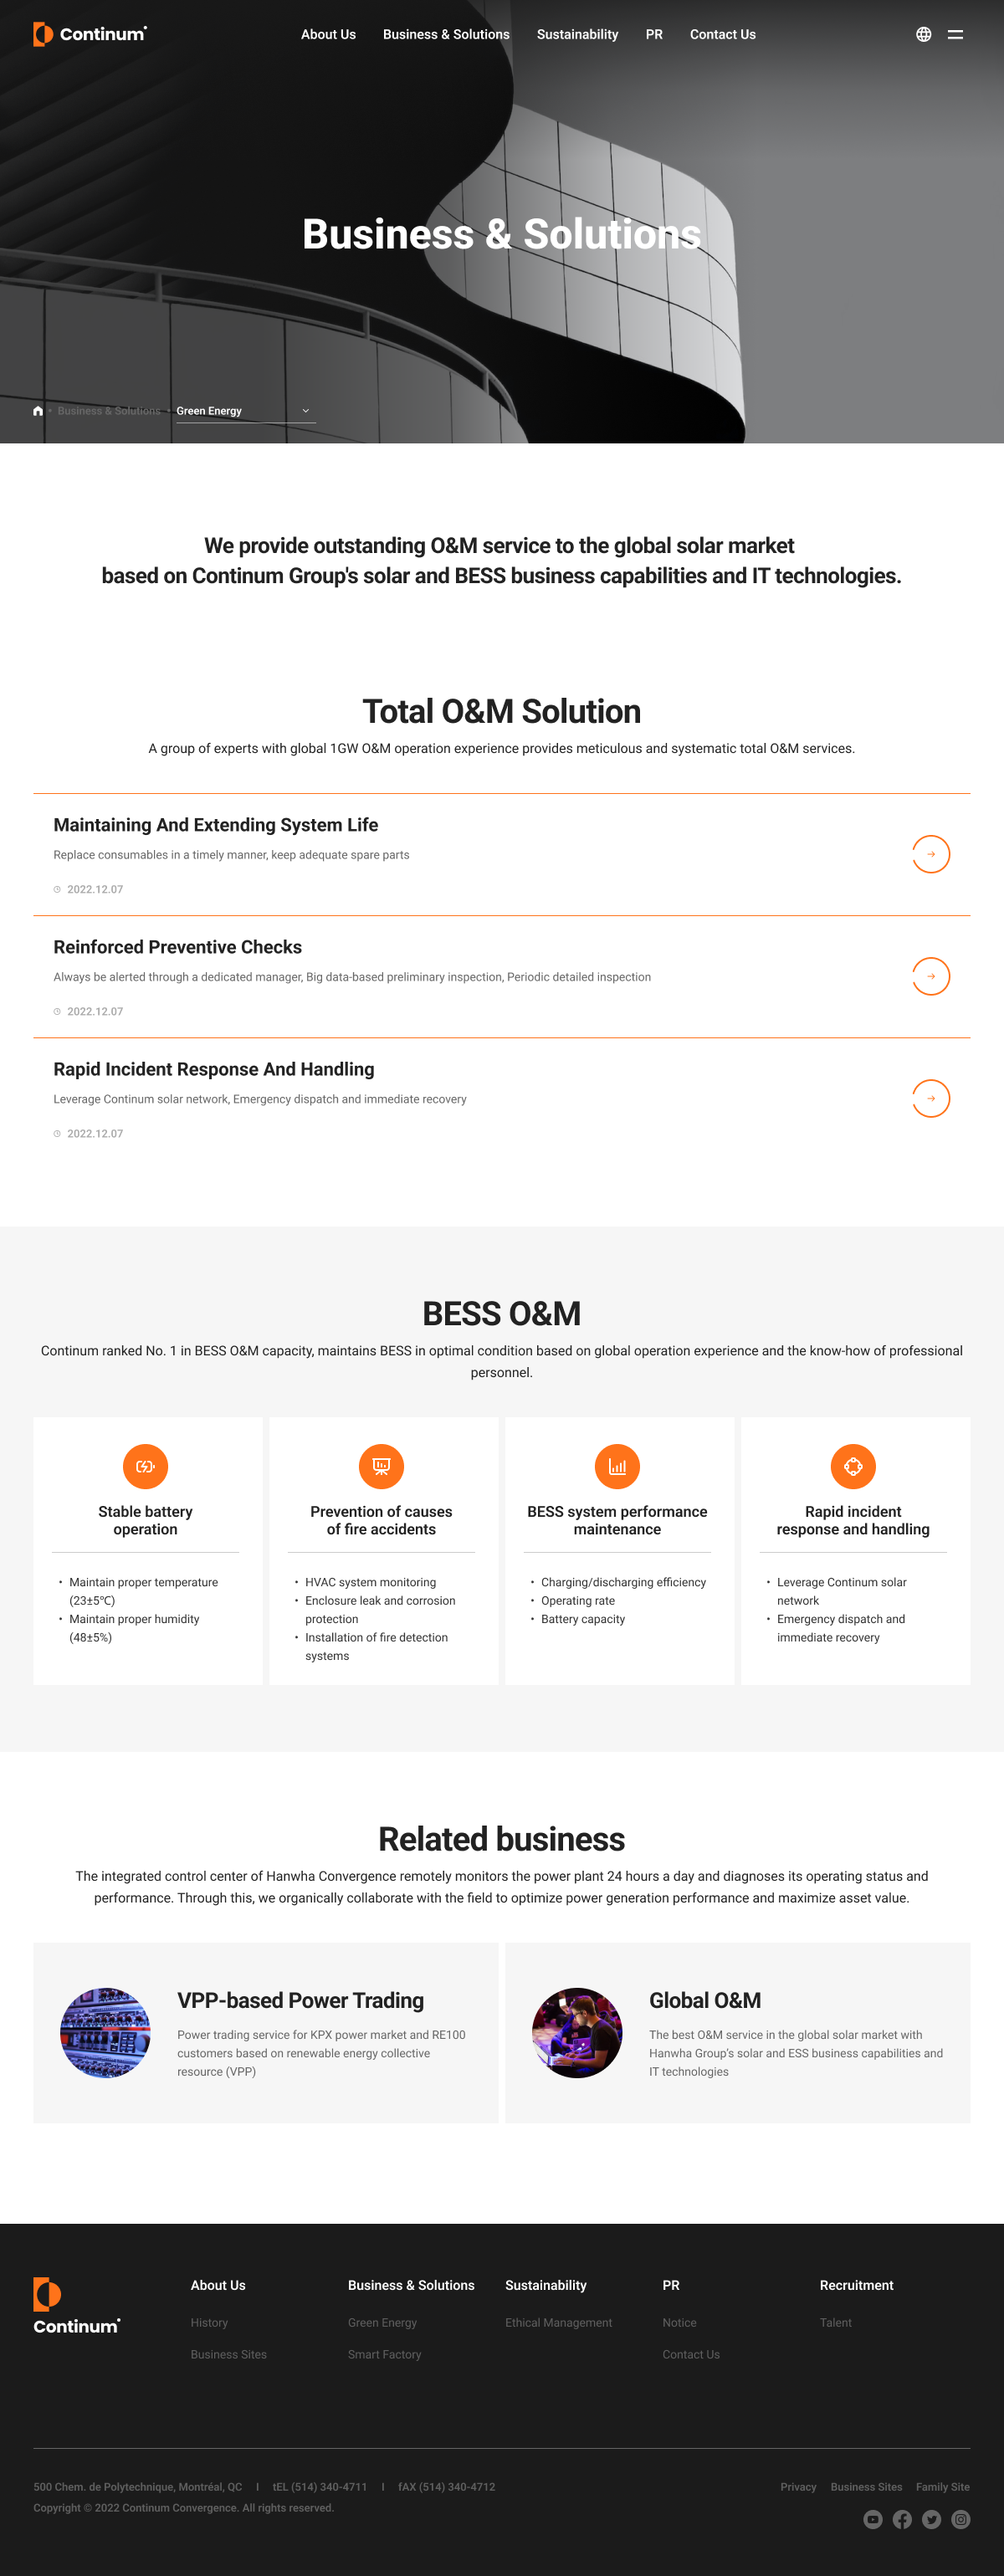 Continum
About Us
Business & Solutions
Sustainability
PR
Contact Us
Business & Solutions
Business & Solutions
Green Energy
We provide outstanding O&M service to the global solar market
based on Continum Group's solar and BESS business capabilities and IT technologies.
Total O&M Solution
A group of experts with global 1GW O&M operation experience provides meticulous and systematic total O&M services.
Maintaining And Extending System Life
Replace consumables in a timely manner, keep adequate spare parts
2022.12.07
Reinforced Preventive Checks
Always be alerted through a dedicated manager, Big data-based preliminary inspection, Periodic detailed inspection
2022.12.07
Rapid Incident Response And Handling
Leverage Continum solar network, Emergency dispatch and immediate recovery
2022.12.07
BESS O&M
Continum ranked No. 1 in BESS O&M capacity, maintains BESS in optimal condition based on global operation experience and the know-how of professional
personnel.
Stable battery
operation
• Maintain proper temperature
(23±5℃)
• Maintain proper humidity
(48±5%)
Prevention of causes
of fire accidents
• HVAC system monitoring
• Enclosure leak and corrosion
protection
• Installation of fire detection
systems
BESS system performance
maintenance
• Charging/discharging efficiency
• Operating rate
• Battery capacity
Rapid incident
response and handling
• Leverage Continum solar
network
• Emergency dispatch and
immediate recovery
Related business
The integrated control center of Hanwha Convergence remotely monitors the power plant 24 hours a day and diagnoses its operating status and
performance. Through this, we organically collaborate with the field to optimize power generation performance and maximize asset value.
VPP-based Power Trading
Power trading service for KPX power market and RE100
customers based on renewable energy collective
resource (VPP)
Global O&M
The best O&M service in the global solar market with
Hanwha Group's solar and ESS business capabilities and
IT technologies
Continum
About Us
History
Business Sites
Business & Solutions
Green Energy
Smart Factory
Sustainability
Ethical Management
PR
Notice
Contact Us
Recruitment
Talent
500 Chem. de Polytechnique, Montréal, QC | tEL (514) 340-4711 | fAX (514) 340-4712
Copyright © 2022 Continum Convergence. All rights reserved.
Privacy
Business Sites
Family Site